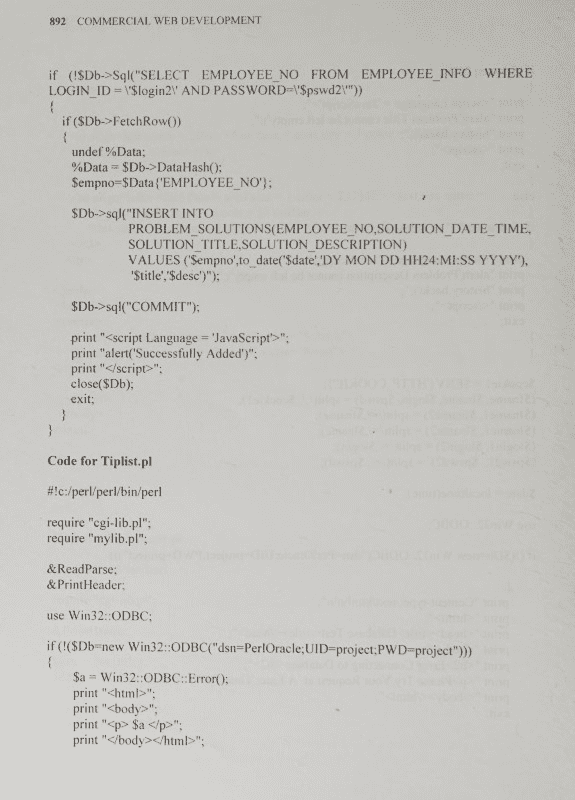 892 COMMERCIAL WEB DEVELOPMENT
if (!$Db->Sql("SELECT EMPLOYEE_NO FROM EMPLOYEE_INFO WHERE
LOGIN_ID = \'$login2\' AND PASSWORD=\'$pswd2\'"))
{
if ($Db->FetchRow())
{
undef %Data;
%Data = $Db->DataHash();
$empno=$Data{'EMPLOYEE_NO'};
$Db->sql("INSERT INTO
PROBLEM_SOLUTIONS(EMPLOYEE_NO,SOLUTION_DATE_TIME,
SOLUTION_TITLE,SOLUTION_DESCRIPTION)
VALUES ('$empno',to_date('$date','DY MON DD HH24:MI:SS YYYY'),
'$title','$desc')");
$Db->sql("COMMIT");
print "<script Language = 'JavaScript'>";
print "alert('Successfully Added')";
print "</script>";
close($Db);
exit;
}
}
Code for Tiplist.pl
#!c:/perl/perl/bin/perl
require "cgi-lib.pl";
require "mylib.pl";
&ReadParse;
&PrintHeader;
use Win32::ODBC;
if (!($Db=new Win32::ODBC("dsn=PerlOracle;UID=project;PWD=project")))
{
$a = Win32::ODBC::Error();
print "<html>";
print "<body>";
print "<p> $a </p>";
print "</body></html>";